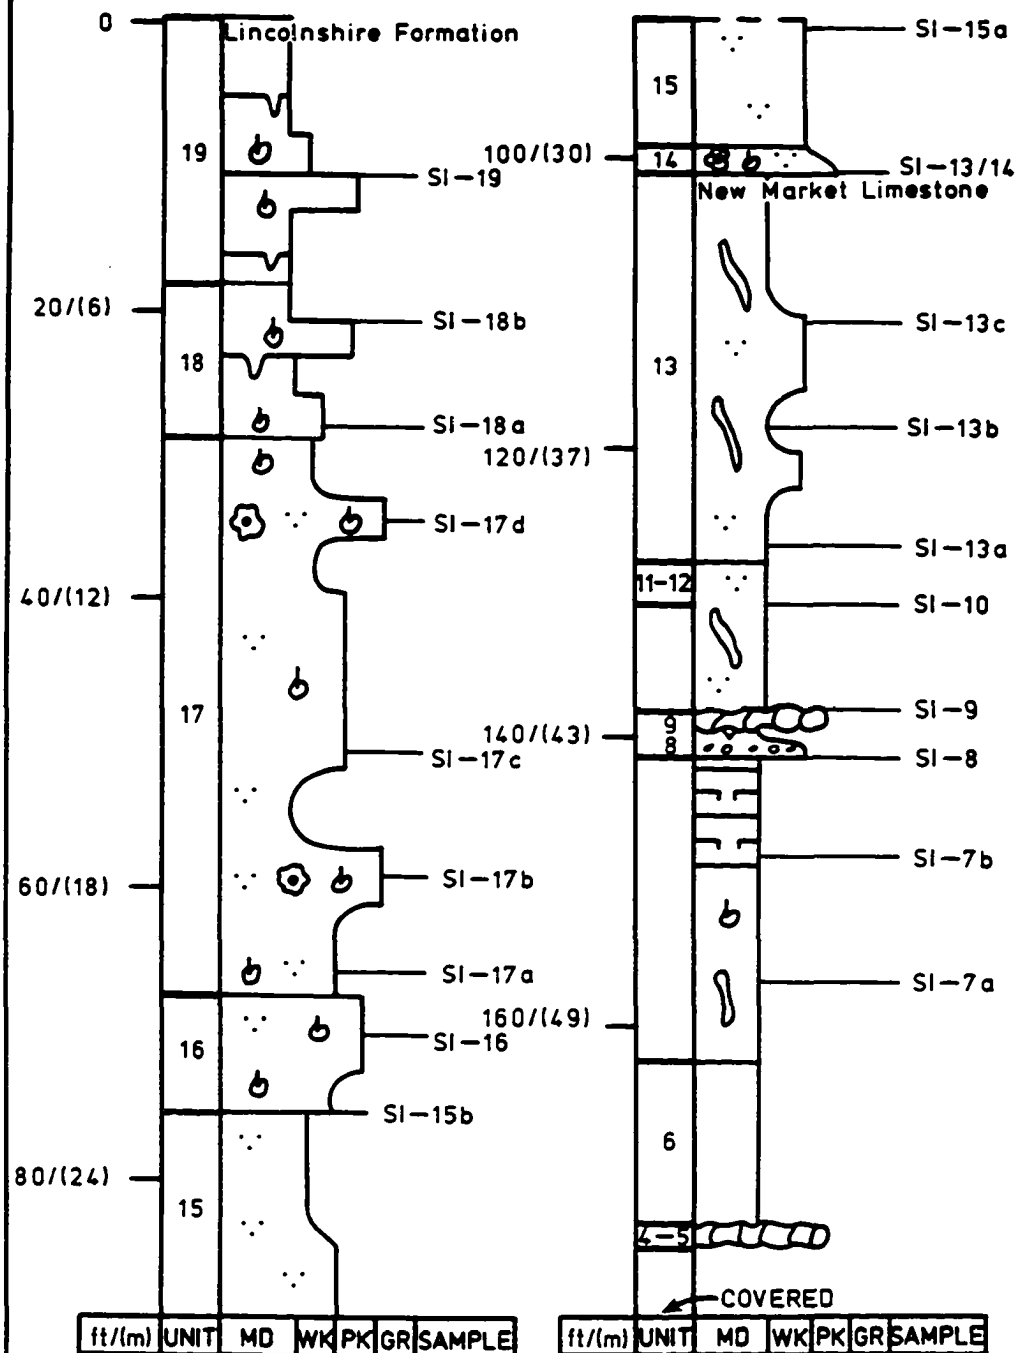 0
Lincolnshire Formation
19
SI-19
20/(6)
SI-18b
18
SI-18a
SI-17d
40/(12)
17
SI-17c
60/(18)
SI-17b
SI-17a
16
SI-16
SI-15b
80/(24)
15
ft/(m) UNIT MD WK PK GR SAMPLE
SI-15a
15
100/(30)
14
SI-13/14
New Market Limestone
SI-13c
13
SI-13b
120/(37)
SI-13a
11-12
SI-10
SI-9
9
140/(43)
8
SI-8
SI-7b
SI-7a
160/(49)
6
4-5
COVERED
ft/(m) UNIT MD WK PK GR SAMPLE